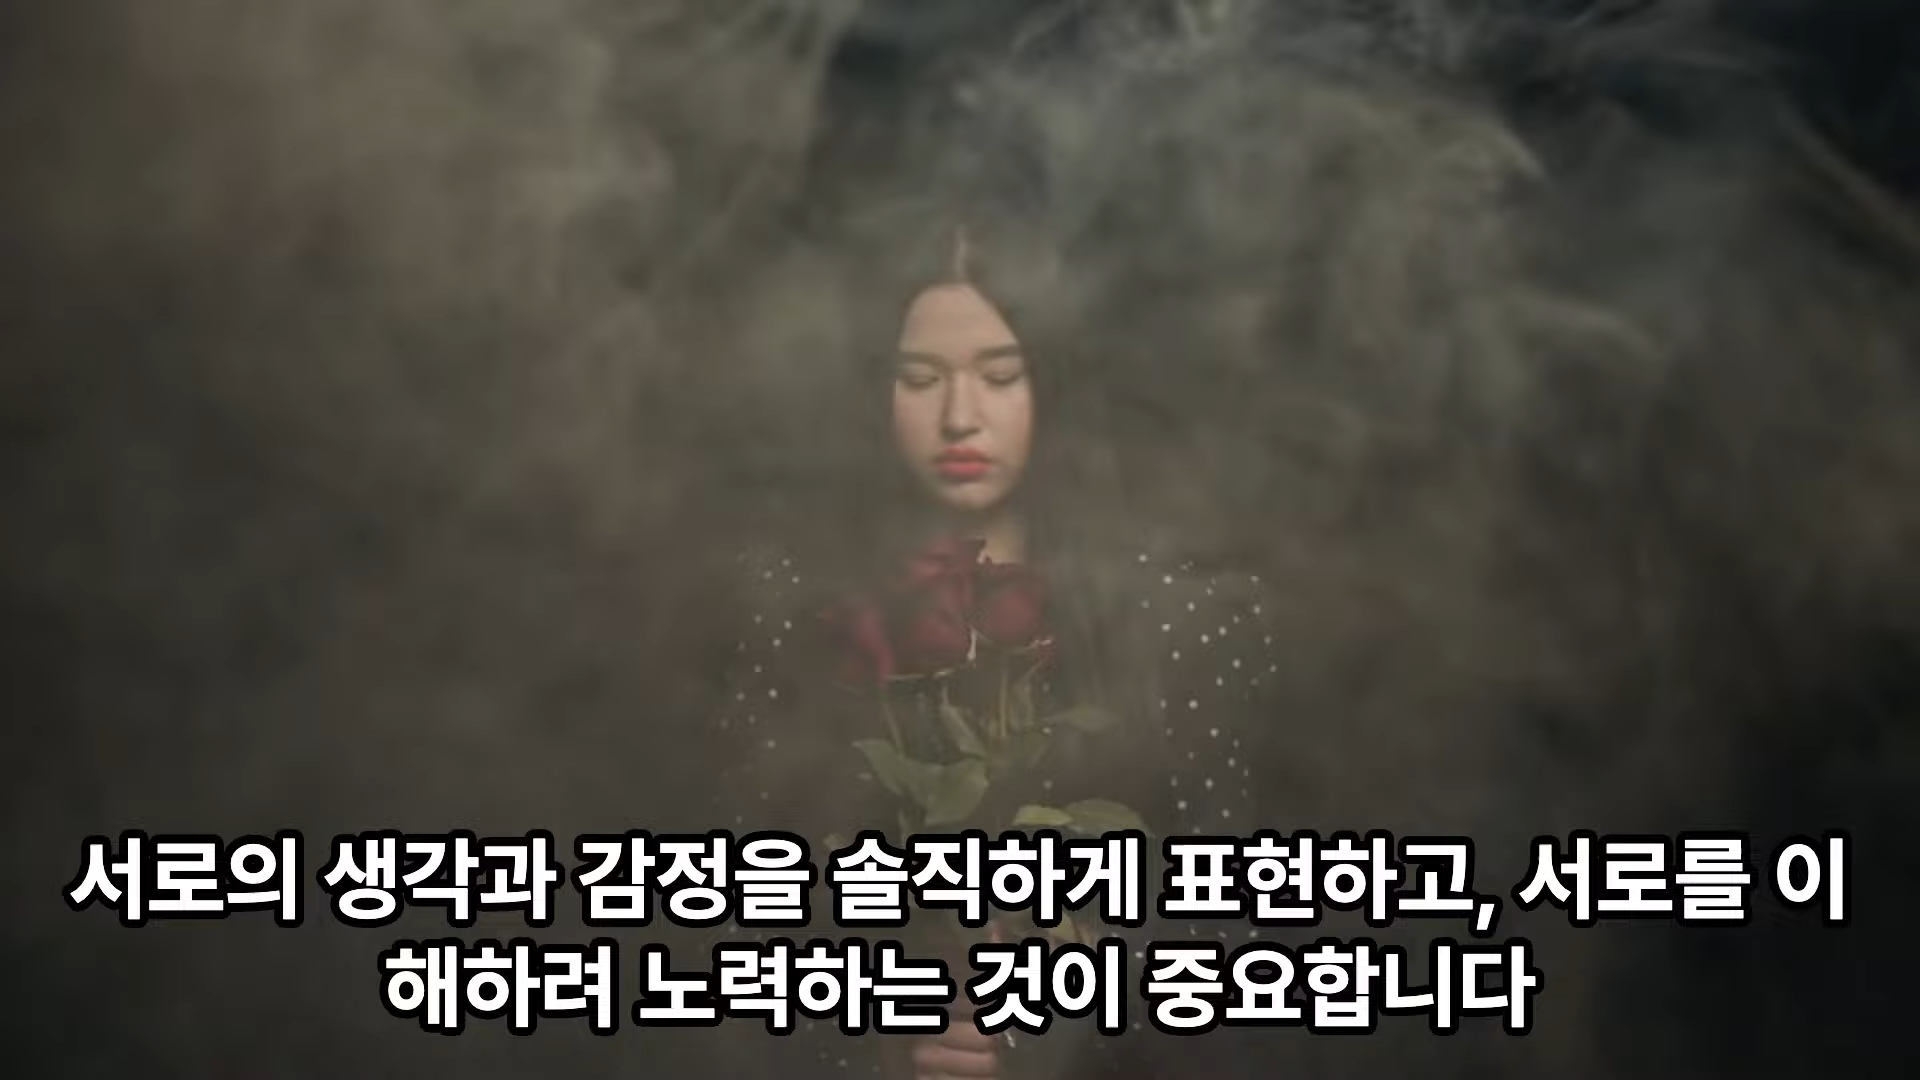 서로의 생각과 감정을 솔직하게 표현하고, 서로를 이
해하려 노력하는 것이 중요합니다